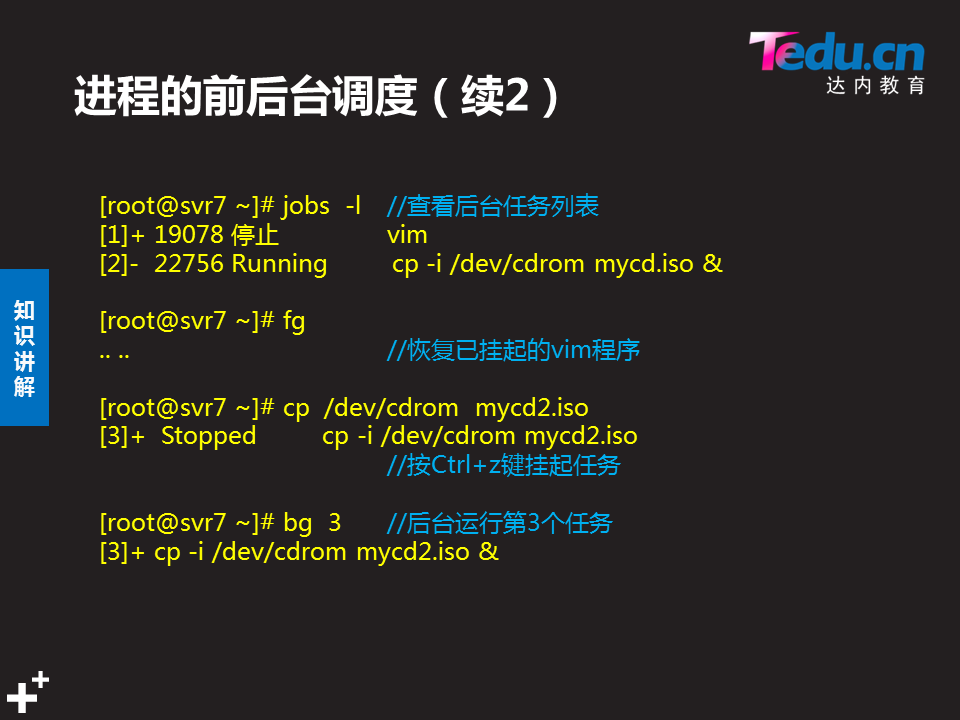 Tedu.cn
达内教育
进程的前后台调度（续2）
[root@svr7 ~]# jobs -l //查看后台任务列表
[1]+ 19078 停止 vim
[2]- 22756 Running cp -i /dev/cdrom mycd.iso &
[root@svr7 ~]# fg
.. .. //恢复已挂起的vim程序
[root@svr7 ~]# cp /dev/cdrom mycd2.iso
[3]+ Stopped cp -i /dev/cdrom mycd2.iso
//按Ctrl+z键挂起任务
[root@svr7 ~]# bg 3 //后台运行第3个任务
[3]+ cp -i /dev/cdrom mycd2.iso &
知识讲解